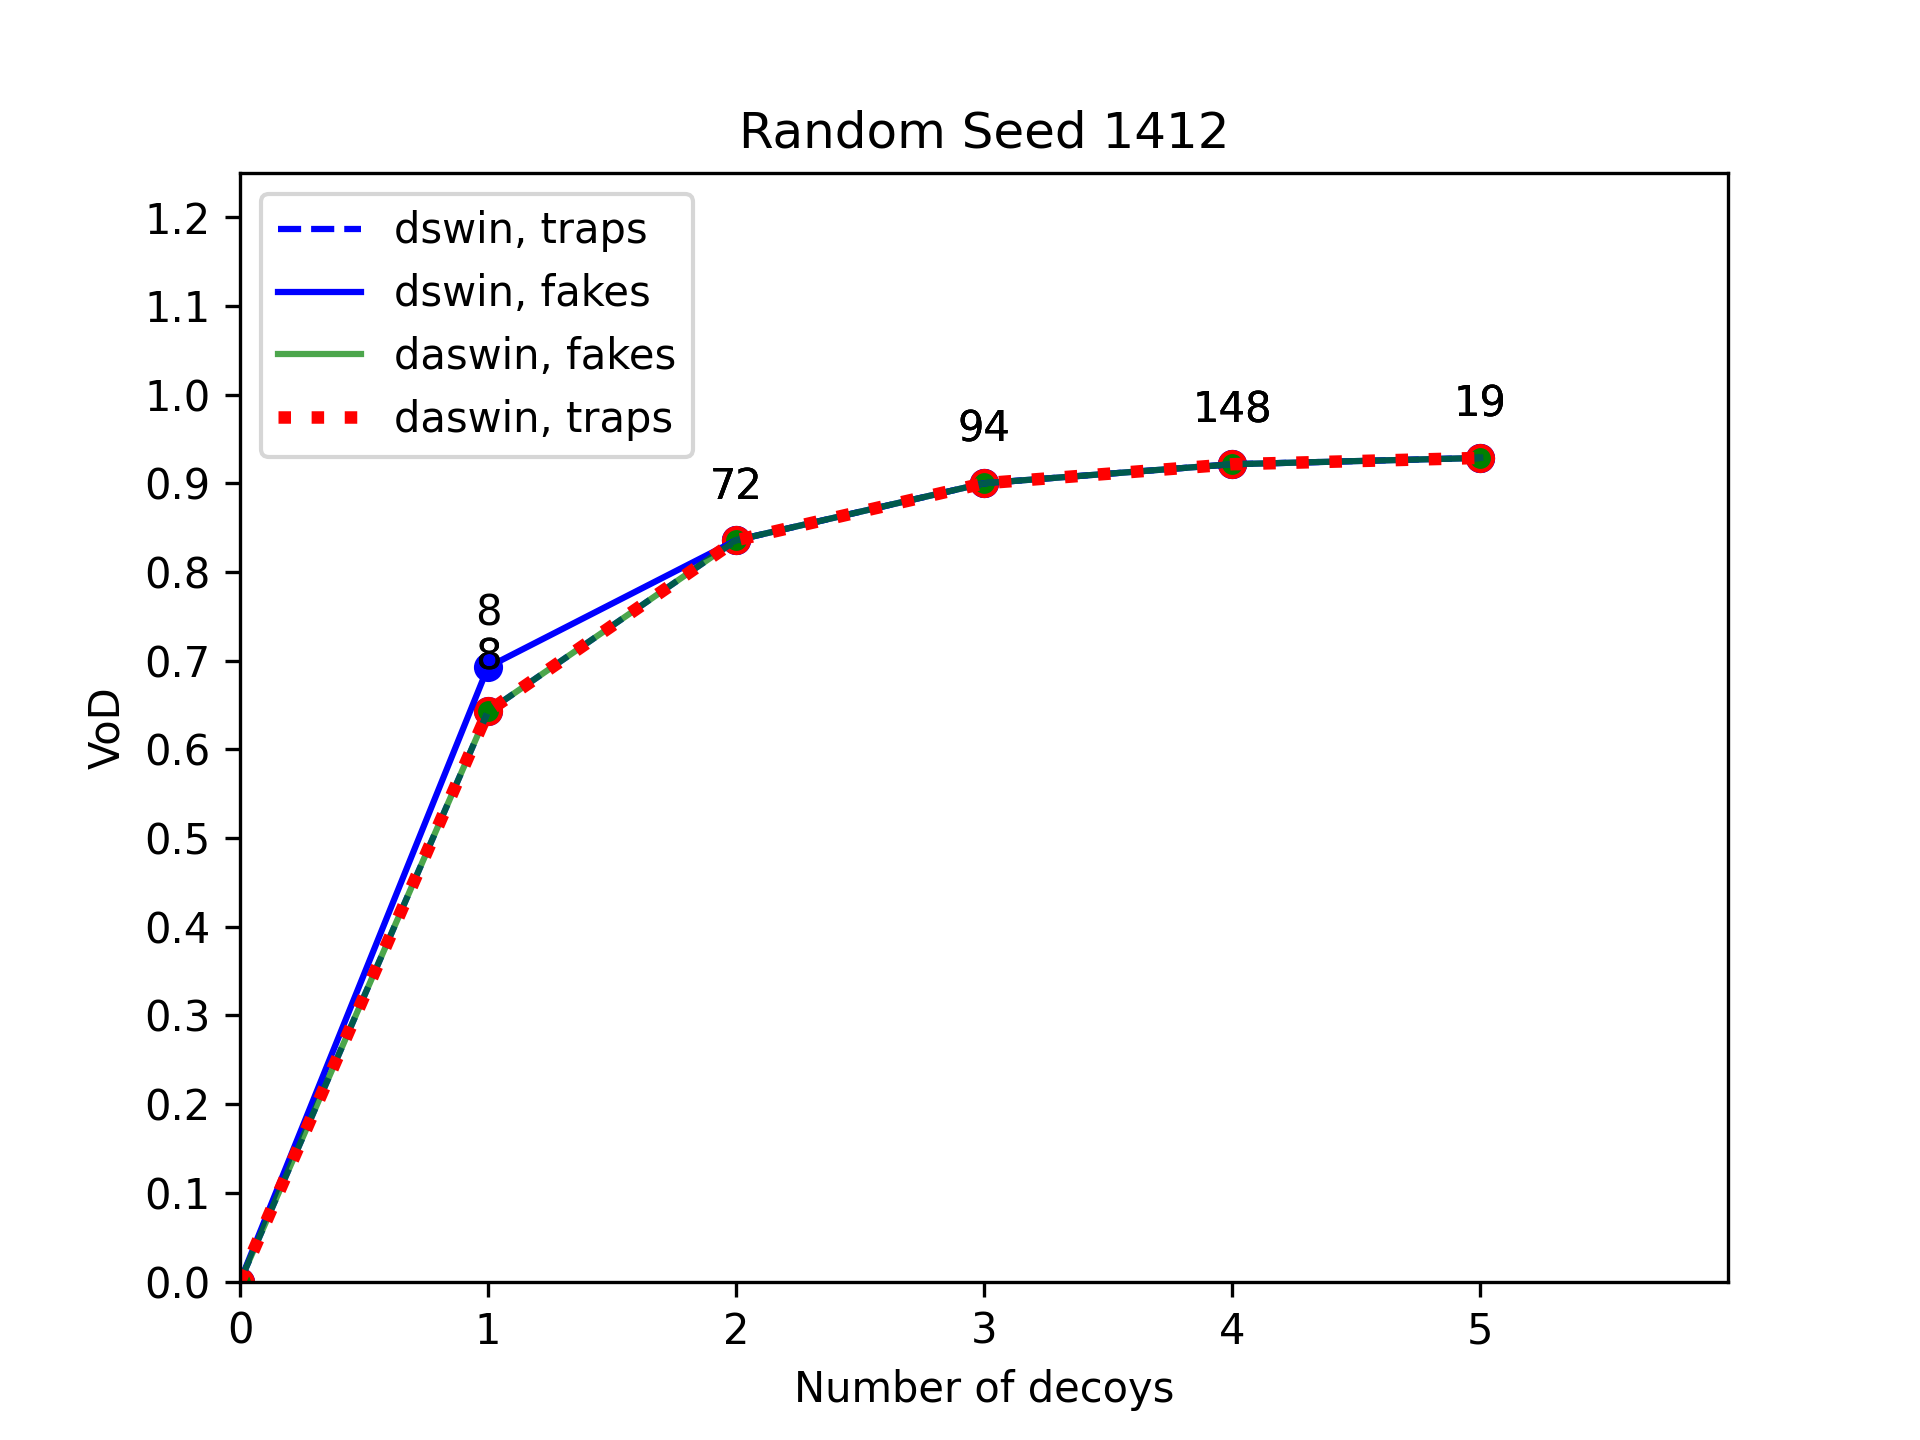 Random Seed 1412
dswin, traps
dswin, fakes
daswin, fakes
daswin, traps
VoD
1.2
1.1
1.0
0.9
0.8
0.7
0.6
0.5
0.4
0.3
0.2
0.1
0.0
8
8
72
94
148
19
0 1 2 3 4 5
Number of decoys